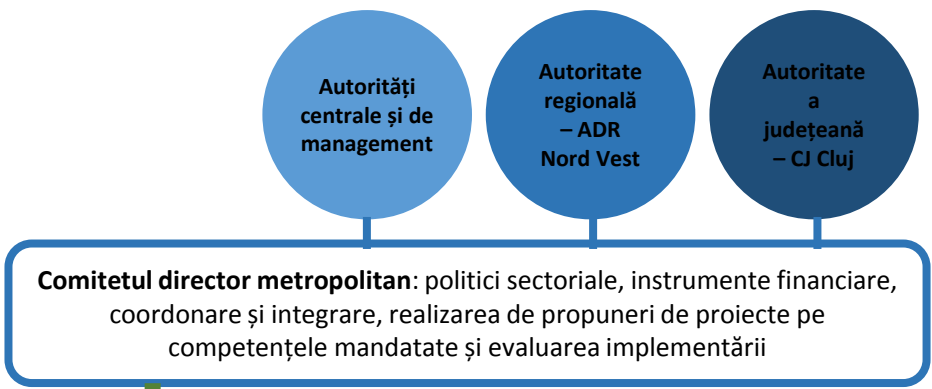 Autorități
centrale și de
management
Autoritate
regională
– ADR
Nord Vest
Autoritate
a
județeană
– CJ Cluj
Comitetul director metropolitan: politici sectoriale, instrumente financiare,
coordonare și integrare, realizarea de propuneri de proiecte pe
competențele mandatate și evaluarea implementării